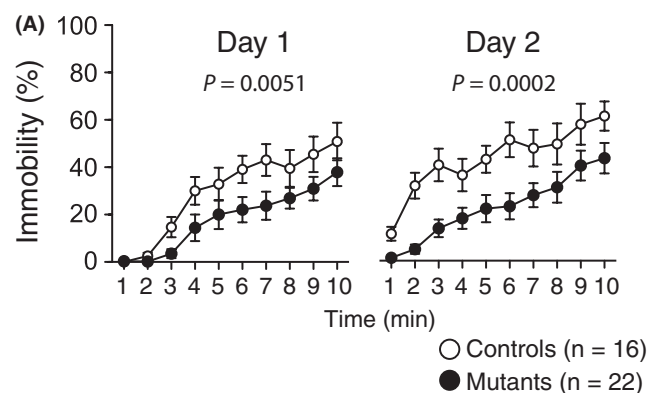 (A)
Day 1
Day 2
P = 0.0051
P = 0.0002
Immobility (%)
100
80
60
40
20
0
1 2 3 4 5 6 7 8 9 10
1 2 3 4 5 6 7 8 9 10
Time (min)
Controls (n = 16)
Mutants (n = 22)